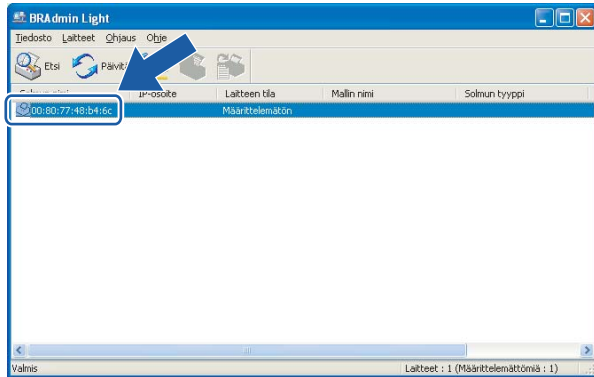 BRAdmin Light
Tiedosto Laitteet Ohjaus Ohje
Etsi
IP-osoite Laitteen tila Mallin nimi Solmun tyyppi
00:80:77:48:b4:6c Määrittelemätön
Valmis Laitteet : 1 (Määrittelemättömiä : 1)